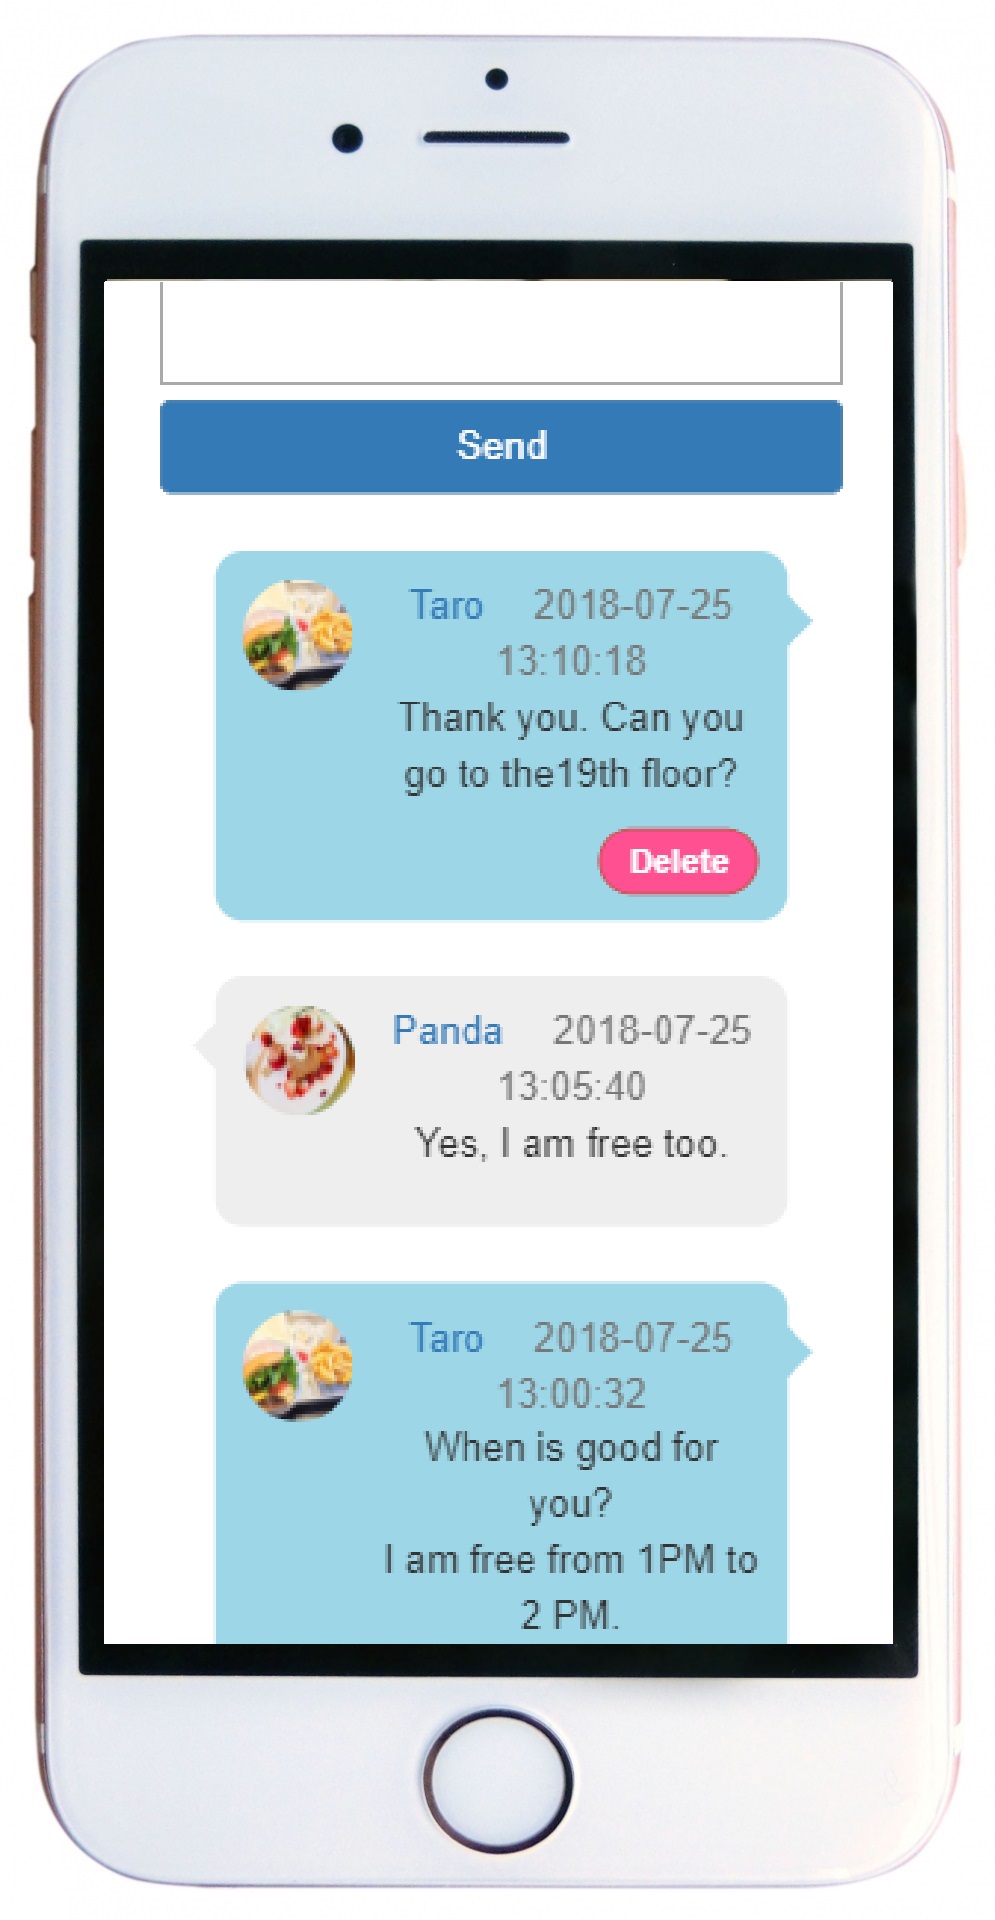 Send
Taro 2018-07-25
13:10:18
Thank you. Can you
go to the19th floor?
Delete
Panda 2018-07-25
13:05:40
Yes, I am free too.
Taro 2018-07-25
13:00:32
When is good for
you?
I am free from 1PM to
2 PM.